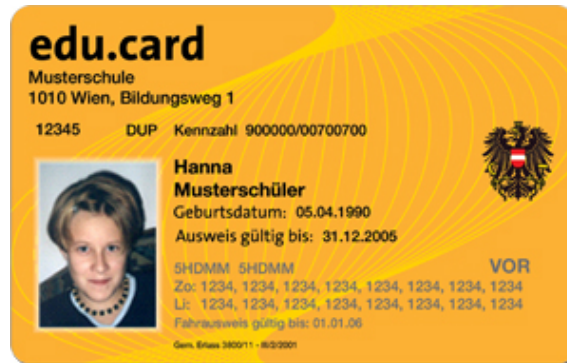 edu.card
Musterschule
1010 Wien, Bildungsweg 1
12345 DUP Kennzahl 900000/00700700
Hanna
Musterschüler
Geburtsdatum: 05.04.1990
Ausweis gültig bis: 31.12.2005
5HDMM 5HDMM VOR
Zo: 1234, 1234, 1234, 1234, 1234, 1234, 1234, 1234
Li: 1234, 1234, 1234, 1234, 1234, 1234, 1234, 1234
Fahrausweis gültig bis: 01.01.06
Gem. Erlass 3800/11 - III/2/2001